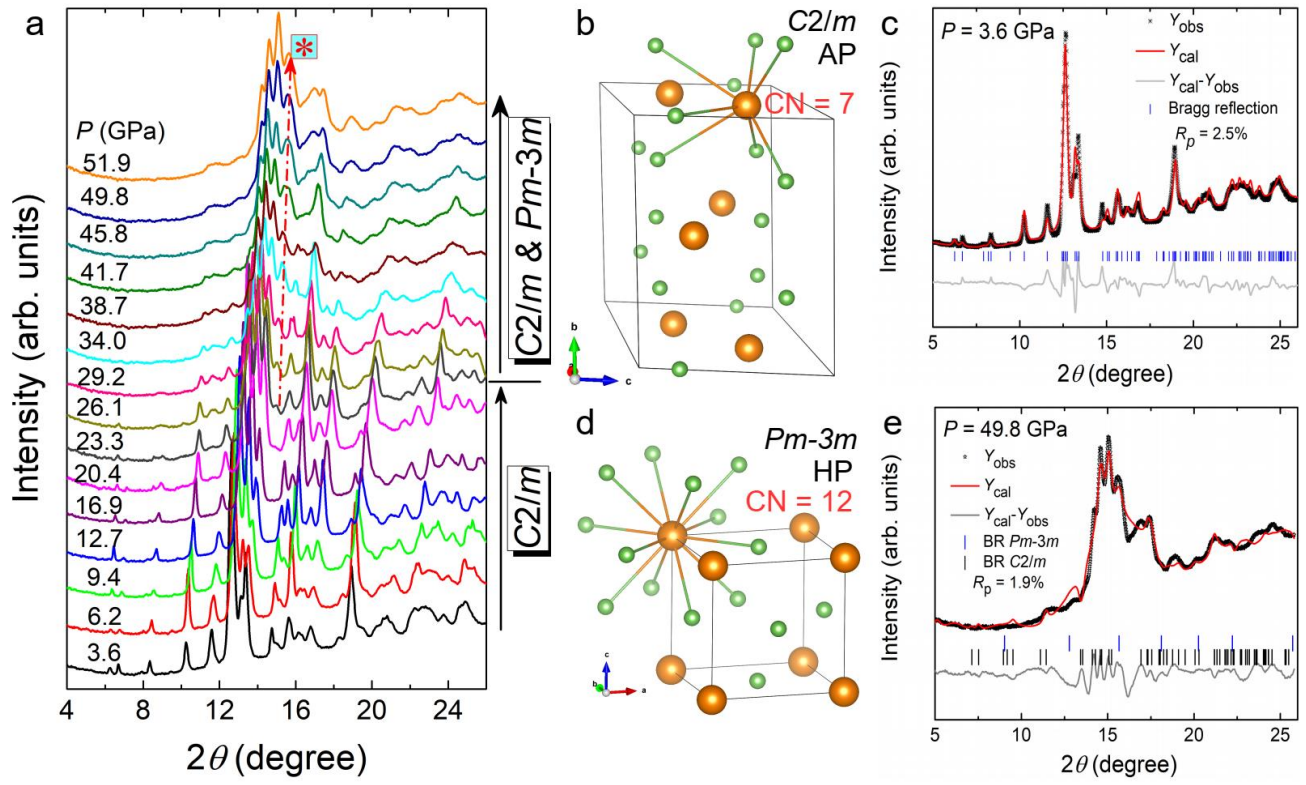 a
*
P (GPa)
51.9
49.8
45.8
41.7
38.7
34.0
29.2
26.1
23.3
20.4
16.9
12.7
9.4
6.2
3.6
Intensity (arb. units)
4 8 12 16 20 24
2θ (degree)
C2/m & Pm-3m
C2/m
b
C2/m
AP
CN = 7
b
a
c
d
Pm-3m
HP
CN = 12
c
b
a
c
P = 3.6 GPa
Yobs
Ycal
Ycal-Yobs
Bragg reflection
Rp = 2.5%
Intensity (arb. units)
5 10 15 20 25
2θ (degree)
e
P = 49.8 GPa
Yobs
Ycal
Ycal-Yobs
BR Pm-3m
BR C2/m
Rp = 1.9%
Intensity (arb. units)
5 10 15 20 25
2θ (degree)